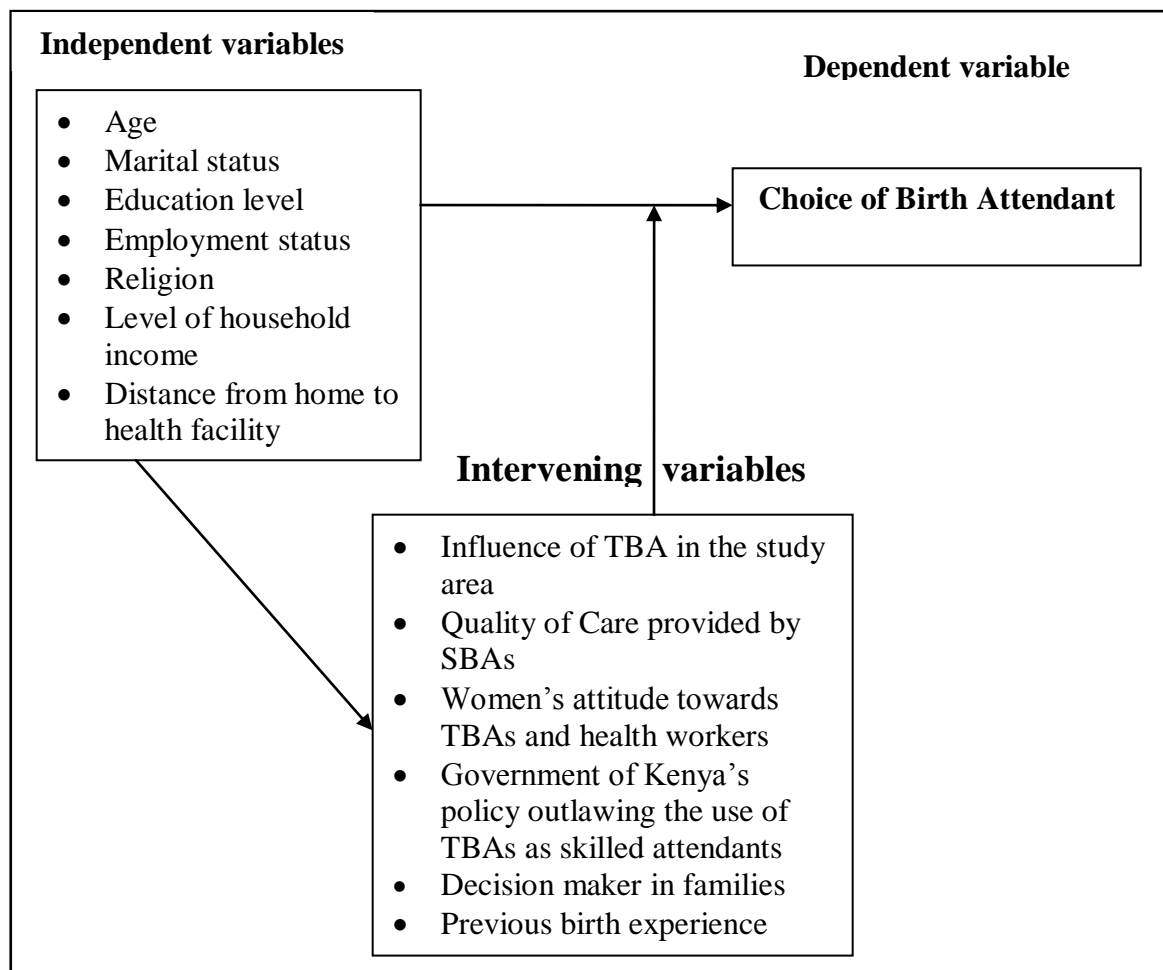 Independent variables
Dependent variable
• Age
• Marital status
• Education level
• Employment status
• Religion
• Level of household
income
• Distance from home to
health facility
Choice of Birth Attendant
Intervening variables
• Influence of TBA in the study
area
• Quality of Care provided by
SBAs
• Women’s attitude towards
TBAs and health workers
• Government of Kenya’s
policy outlawing the use of
TBAs as skilled attendants
• Decision maker in families
• Previous birth experience